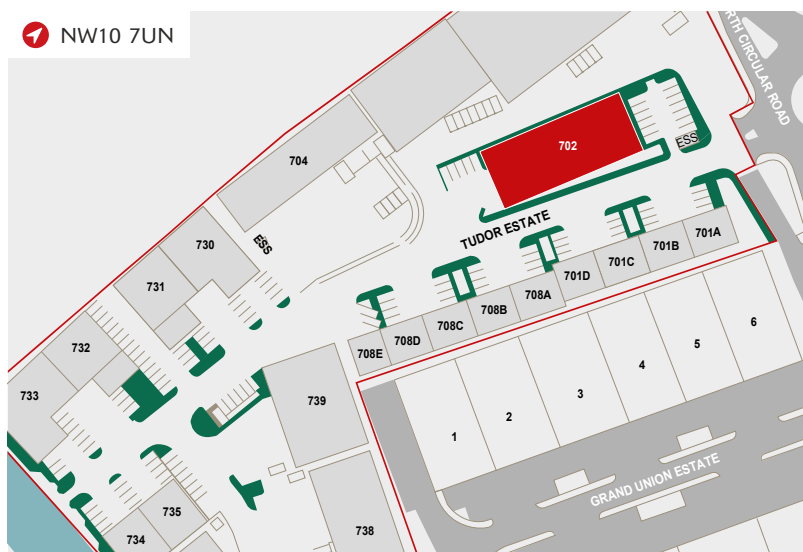 NW10 7UN
NORTH CIRCULAR ROAD
702
ESS
704
TUDOR ESTATE
701A
701B
701C
701D
708A
708B
708C
708D
708E
730
ESS
731
732
733
739
738
735
734
1
2
3
4
5
6
GRAND UNION ESTATE